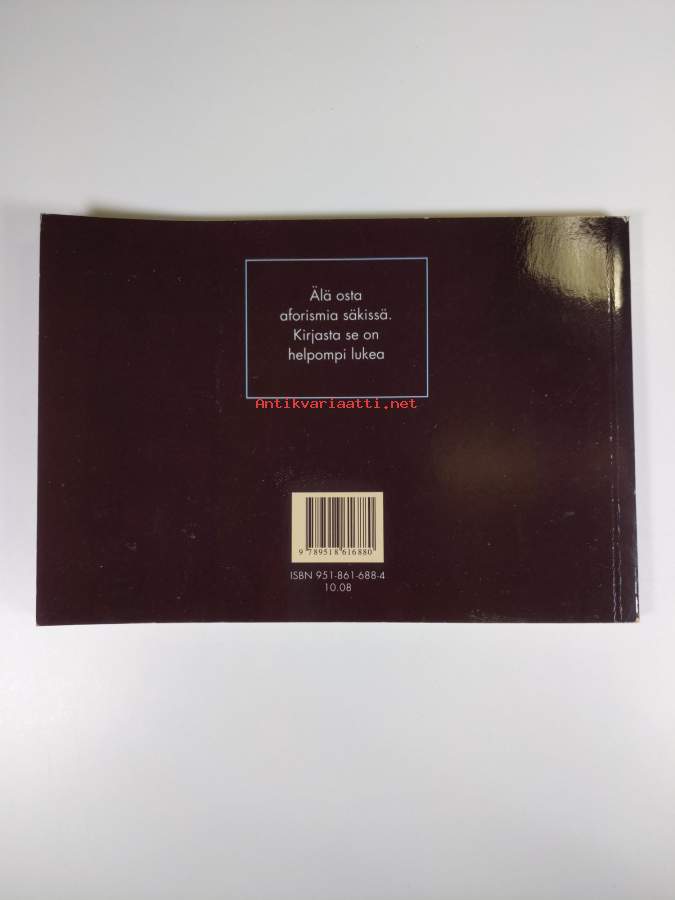 Älä osta
aforismia säkissä.
Kirjasta se on
helpompi lukea
Antikvariaatti.net
9 789518 616880
ISBN 951-861-688-4
10.08